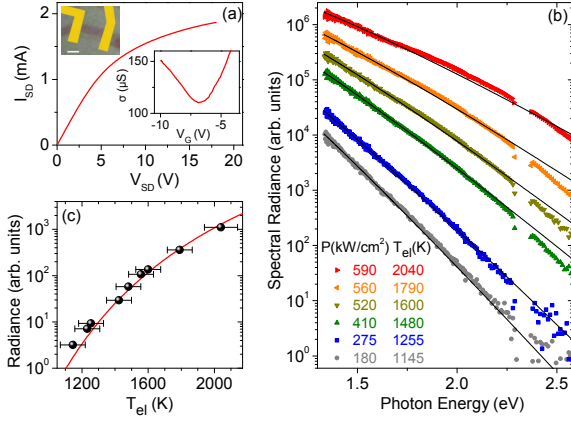 (a)
I_SD (mA)
2
1
0
0 5 10 15 20
V_SD (V)
σ (μS)
150
100
-10 -5
V_G (V)
(c)
Radiance (arb. units)
10^3
10^2
10^1
10^0
1200 1400 1600 1800 2000
T_el (K)
(b)
Spectral Radiance (arb. units)
10^6
10^5
10^4
10^3
10^2
10^1
10^0
P(kW/cm²) T_el(K)
590 2040
560 1790
520 1600
410 1480
275 1255
180 1145
1.5 2.0 2.5
Photon Energy (eV)